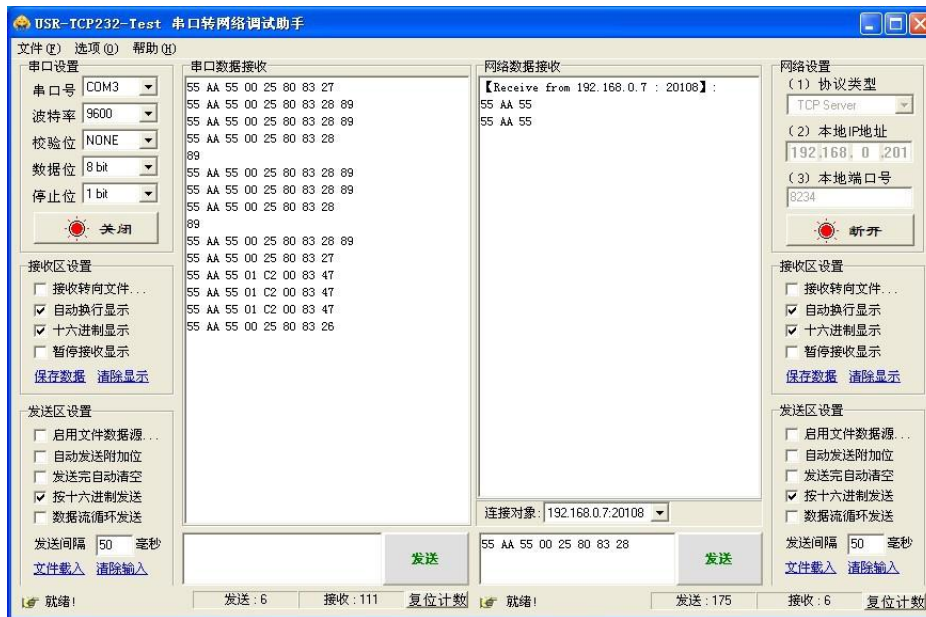 USR-TCP232-Test 串口转网络调试助手
文件(F) 选项(O) 帮助(H)
串口设置
串口号 COM3
波特率 9600
校验位 NONE
数据位 8 bit
停止位 1 bit
关闭
接收区设置
接收转向文件...
自动换行显示
十六进制显示
暂停接收显示
保存数据 清除显示
发送区设置
启用文件数据源...
自动发送附加位
发送完自动清空
按十六进制发送
数据流循环发送
发送间隔 50 毫秒
文件载入 清除输入
串口数据接收
55 AA 55 00 25 80 83 27
55 AA 55 00 25 80 83 28 89
55 AA 55 00 25 80 83 28 89
55 AA 55 00 25 80 83 28
89
55 AA 55 00 25 80 83 28 89
55 AA 55 00 25 80 83 28 89
55 AA 55 00 25 80 83 28
89
55 AA 55 00 25 80 83 28 89
55 AA 55 00 25 80 83 27
55 AA 55 01 C2 00 83 47
55 AA 55 01 C2 00 83 47
55 AA 55 01 C2 00 83 47
55 AA 55 00 25 80 83 26
发送
网络数据接收
【Receive from 192.168.0.7 : 20108】:
55 AA 55
55 AA 55
连接对象: 192.168.0.7:20108
55 AA 55 00 25 80 83 28
发送
网络设置
(1) 协议类型
TCP Server
(2) 本地IP地址
192.168. 0 .201
(3) 本地端口号
8234
断开
接收区设置
接收转向文件...
自动换行显示
十六进制显示
暂停接收显示
保存数据 清除显示
发送区设置
启用文件数据源...
自动发送附加位
发送完自动清空
按十六进制发送
数据流循环发送
发送间隔 50 毫秒
文件载入 清除输入
就绪! 发送:6 接收:111 复位计数
就绪! 发送:175 接收:6 复位计数